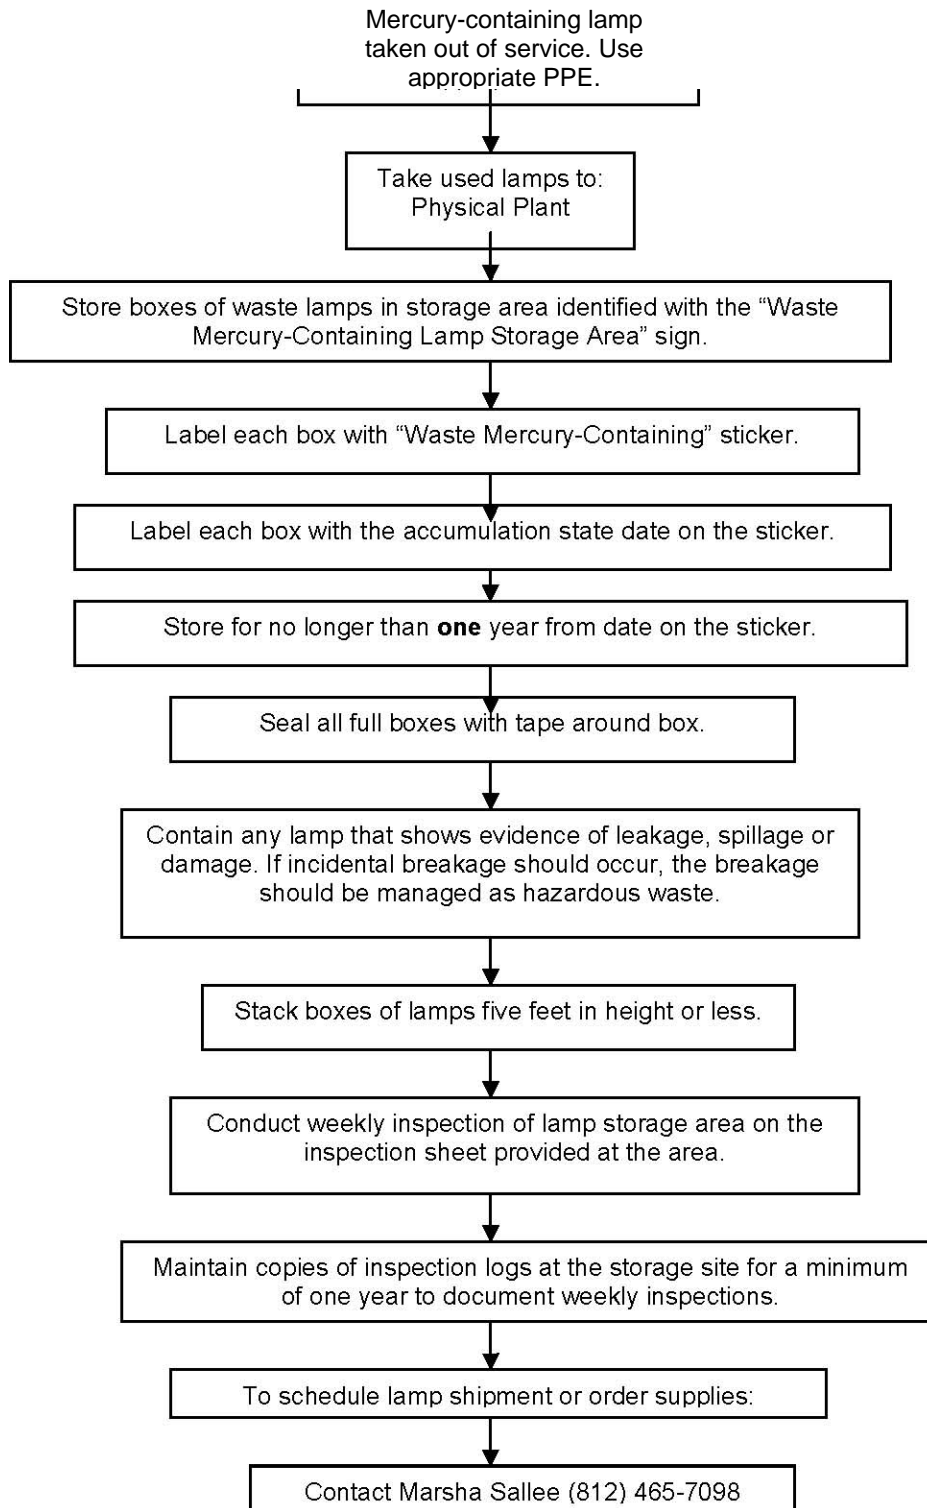 Mercury-containing lamp
taken out of service. Use
appropriate PPE.
Take used lamps to:
Physical Plant
Store boxes of waste lamps in storage area identified with the “Waste
Mercury-Containing Lamp Storage Area” sign.
Label each box with “Waste Mercury-Containing” sticker.
Label each box with the accumulation state date on the sticker.
Store for no longer than one year from date on the sticker.
Seal all full boxes with tape around box.
Contain any lamp that shows evidence of leakage, spillage or
damage. If incidental breakage should occur, the breakage
should be managed as hazardous waste.
Stack boxes of lamps five feet in height or less.
Conduct weekly inspection of lamp storage area on the
inspection sheet provided at the area.
Maintain copies of inspection logs at the storage site for a minimum
of one year to document weekly inspections.
To schedule lamp shipment or order supplies:
Contact Marsha Sallee (812) 465-7098